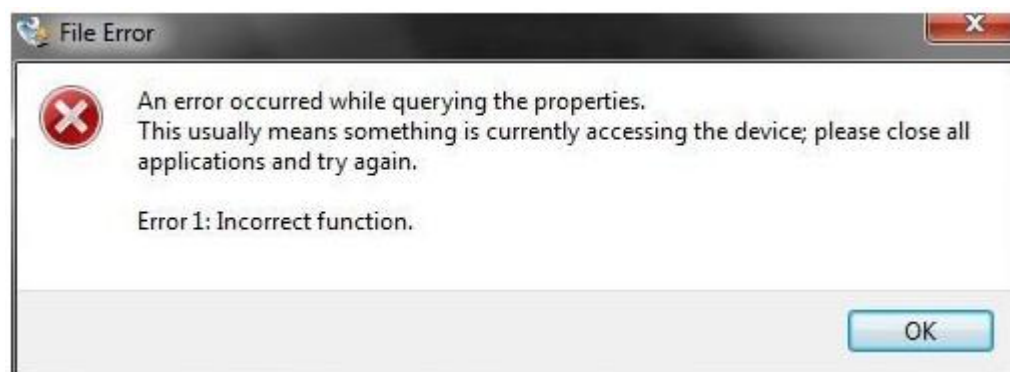 File Error
An error occurred while querying the properties.
This usually means something is currently accessing the device; please close all
applications and try again.
Error 1: Incorrect function.
OK